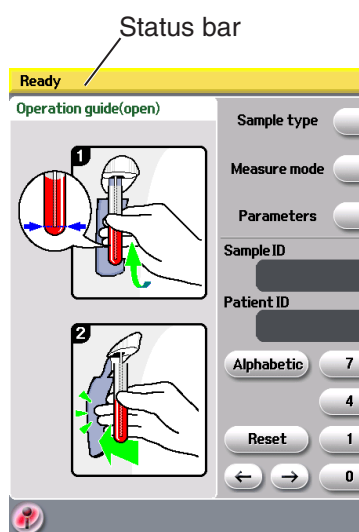 Status bar
Ready
Operation guide(open)
1
2
Sample type
Measure mode
Parameters
Sample ID
Patient ID
Alphabetic 7
4
Reset 1
← → 0